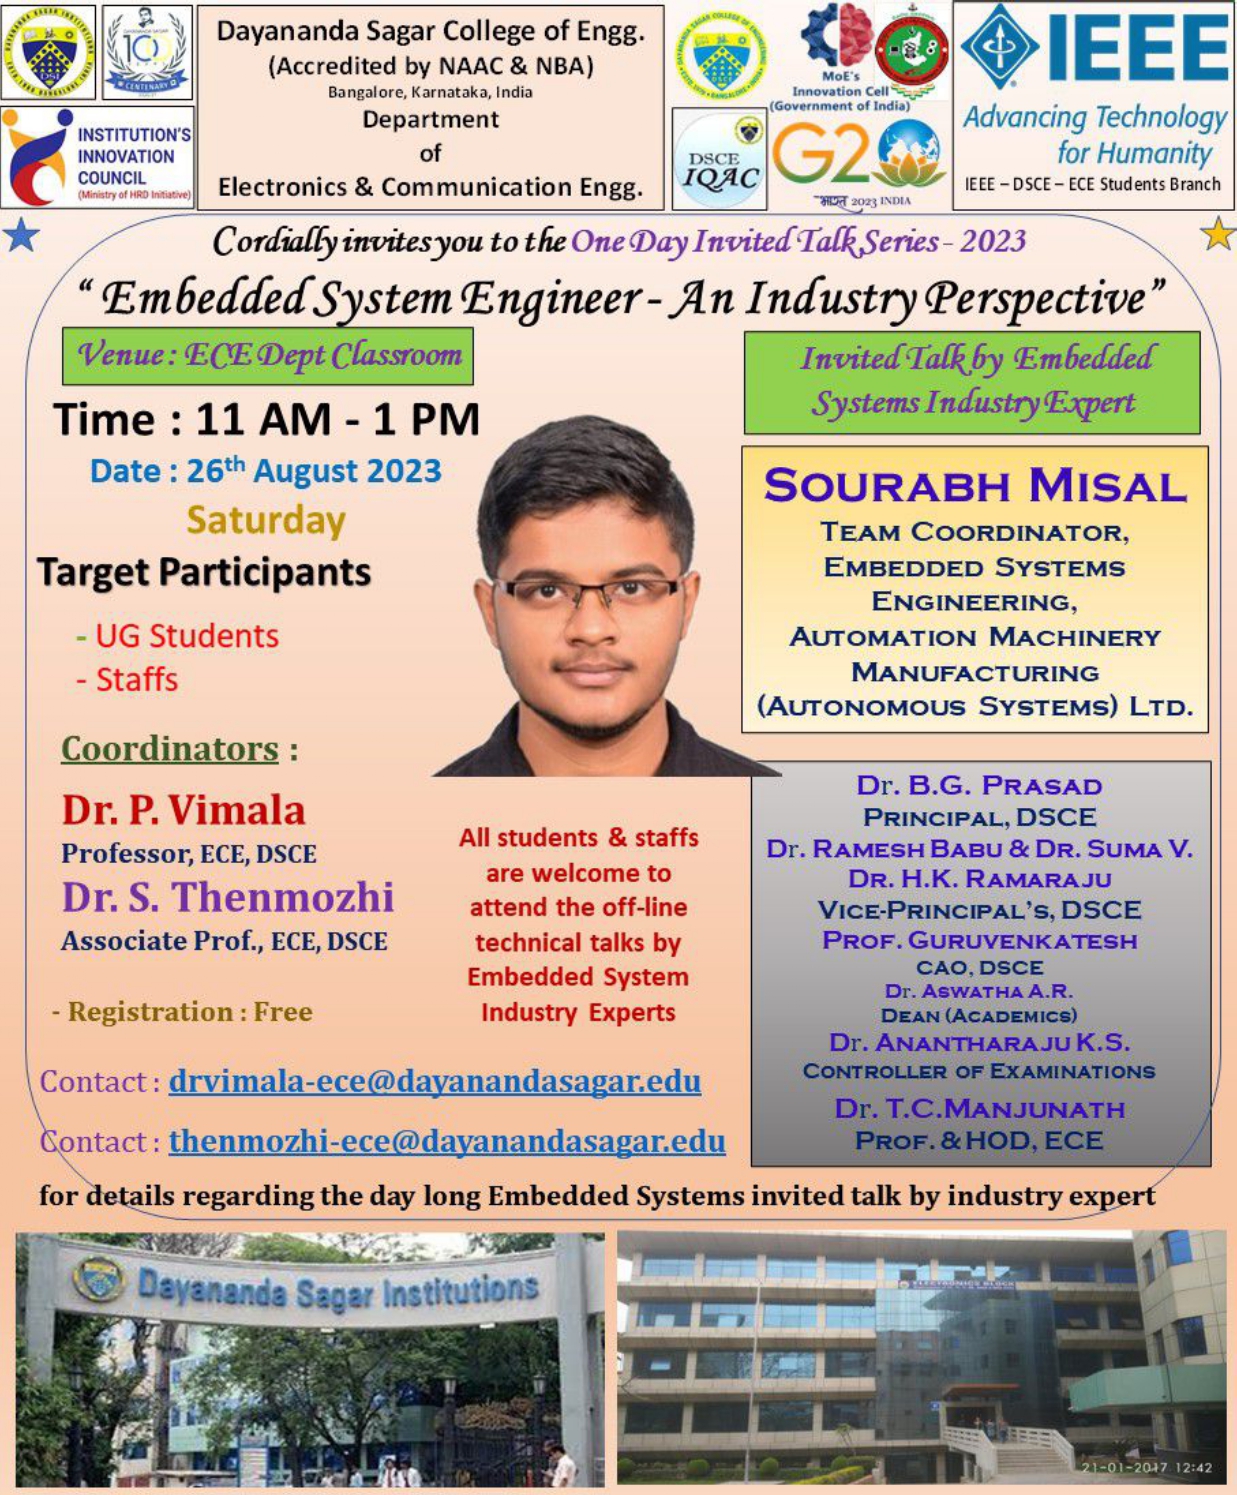 Dayananda Sagar College of Engg.
(Accredited by NAAC & NBA)
Bangalore, Karnataka, India
Department
of
Electronics & Communication Engg.
DSI
100
CENTENARY
INSTITUTION'S
INNOVATION
COUNCIL
(Ministry of HRD Initiative)
MoE's
Innovation Cell
(Government of India)
DSCE
IQAC
G20
भारत 2023 INDIA
IEEE
Advancing Technology
for Humanity
IEEE – DSCE – ECE Students Branch
Cordially invites you to the One Day Invited Talk Series - 2023
“Embedded System Engineer - An Industry Perspective”
Venue : ECE Dept Classroom
Time : 11 AM - 1 PM
Date : 26th August 2023
Saturday
Target Participants
- UG Students
- Staffs
Coordinators :
Dr. P. Vimala
Professor, ECE, DSCE
Dr. S. Thenmozhi
Associate Prof., ECE, DSCE
- Registration : Free
All students & staffs
are welcome to
attend the off-line
technical talks by
Embedded System
Industry Experts
Invited Talk by Embedded
Systems Industry Expert
SOURABH MISAL
TEAM COORDINATOR,
EMBEDDED SYSTEMS
ENGINEERING,
AUTOMATION MACHINERY
MANUFACTURING
(AUTONOMOUS SYSTEMS) LTD.
Dr. B.G. PRASAD
PRINCIPAL, DSCE
Dr. RAMESH BABU & DR. SUMA V.
DR. H.K. RAMARAJU
VICE-PRINCIPAL'S, DSCE
PROF. GURUVENKATESH
CAO, DSCE
Dr. ASWATHA A.R.
DEAN (ACADEMICS)
Dr. ANANTHARAJU K.S.
CONTROLLER OF EXAMINATIONS
Dr. T.C.MANJUNATH
PROF. & HOD, ECE
Contact : drvimala-ece@dayanandasagar.edu
Contact : thenmozhi-ece@dayanandasagar.edu
for details regarding the day long Embedded Systems invited talk by industry expert
Dayananda Sagar Institutions
ELECTRONICS BLOCK
21-01-2017 12:42